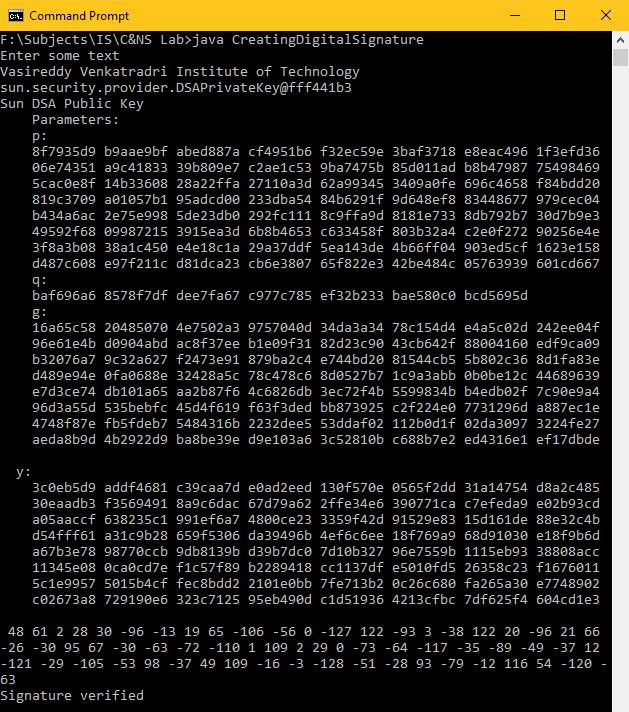 Command Prompt
F:\Subjects\IS\C&NS Lab>java CreatingDigitalSignature
Enter some text
Vasireddy Venkatradri Institute of Technology
sun.security.provider.DSAPrivateKey@fff441b3
Sun DSA Public Key
    Parameters:
    p:
    8f7935d9 b9aae9bf abed887a cf4951b6 f32ec59e 3baf3718 e8eac496 1f3efd36
    06e74351 a9c41833 39b809e7 c2ae1c53 9ba7475b 85d011ad b8b47987 75498469
    5cac0e8f 14b33608 28a22ffa 27110a3d 62a99345 3409a0fe 696c4658 f84bdd20
    819c3709 a01057b1 95adcd00 233dba54 84b6291f 9d648ef8 83448677 979cec04
    b434a6ac 2e75e998 5de23db0 292fc111 8c9ffa9d 8181e733 8db792b7 30d7b9e3
    49592f68 09987215 3915ea3d 6b8b4653 c633458f 803b32a4 c2e0f272 90256e4e
    3f8a3b08 38a1c450 e4e18c1a 29a37ddf 5ea143de 4b66ff04 903ed5cf 1623e158
    d487c608 e97f211c d81dca23 cb6e3807 65f822e3 42be484c 05763939 601cd667
    q:
    baf696a6 8578f7df dee7fa67 c977c785 ef32b233 bae580c0 bcd5695d
    g:
    16a65c58 20485070 4e7502a3 9757040d 34da3a34 78c154d4 e4a5c02d 242ee04f
    96e61e4b d0904abd ac8f37ee b1e09f31 82d23c90 43cb642f 88004160 edf9ca09
    b32076a7 9c32a627 f2473e91 879ba2c4 e744bd20 81544cb5 5b802c36 8d1fa83e
    d489e94e 0fa0688e 32428a5c 78c478c6 8d0527b7 1c9a3abb 0b0be12c 44689639
    e7d3ce74 db101a65 aa2b87f6 4c6826db 3ec72f4b 5599834b b4edb02f 7c90e9a4
    96d3a55d 535bebfc 45d4f619 f63f3ded bb873925 c2f224e0 7731296d a887ec1e
    4748f87e fb5fdeb7 5484316b 2232dee5 53ddaf02 112b0d1f 02da3097 3224fe27
    aeda8b9d 4b2922d9 ba8be39e d9e103a6 3c52810b c688b7e2 ed4316e1 ef17dbde
  y:
    3c0eb5d9 addf4681 c39caa7d e0ad2eed 130f570e 0565f2dd 31a14754 d8a2c485
    30eaadb3 f3569491 8a9c6dac 67d79a62 2ffe34e6 390771ca c7efeda9 e02b93cd
    a05aaccf 638235c1 991ef6a7 4800ce23 3359f42d 91529e83 15d161de 88e32c4b
    d54fff61 a31c9b28 659f5306 da39496b 4ef6c6ee 18f769a9 68d91030 e18f9b6d
    a67b3e78 98770ccb 9db8139b d39b7dc0 7d10b327 96e7559b 1115eb93 38808acc
    11345e08 0ca0cd7e f1c57f89 b2289418 cc1137df e5010fd5 26358c23 f1676011
    5c1e9957 5015b4cf fec8bdd2 2101e0bb 7fe713b2 0c26c680 fa265a30 e7748902
    c02673a8 729190e6 323c7125 95eb490d c1d51936 4213cfbc 7df625f4 604cd1e3
 48 61 2 28 30 -96 -13 19 65 -106 -56 0 -127 122 -93 3 -38 122 20 -96 21 66
-26 -30 95 67 -30 -63 -72 -110 1 109 2 29 0 -73 -64 -117 -35 -89 -49 -37 12
-121 -29 -105 -53 98 -37 49 109 -16 -3 -128 -51 -28 93 -79 -12 116 54 -120 -
63
Signature verified